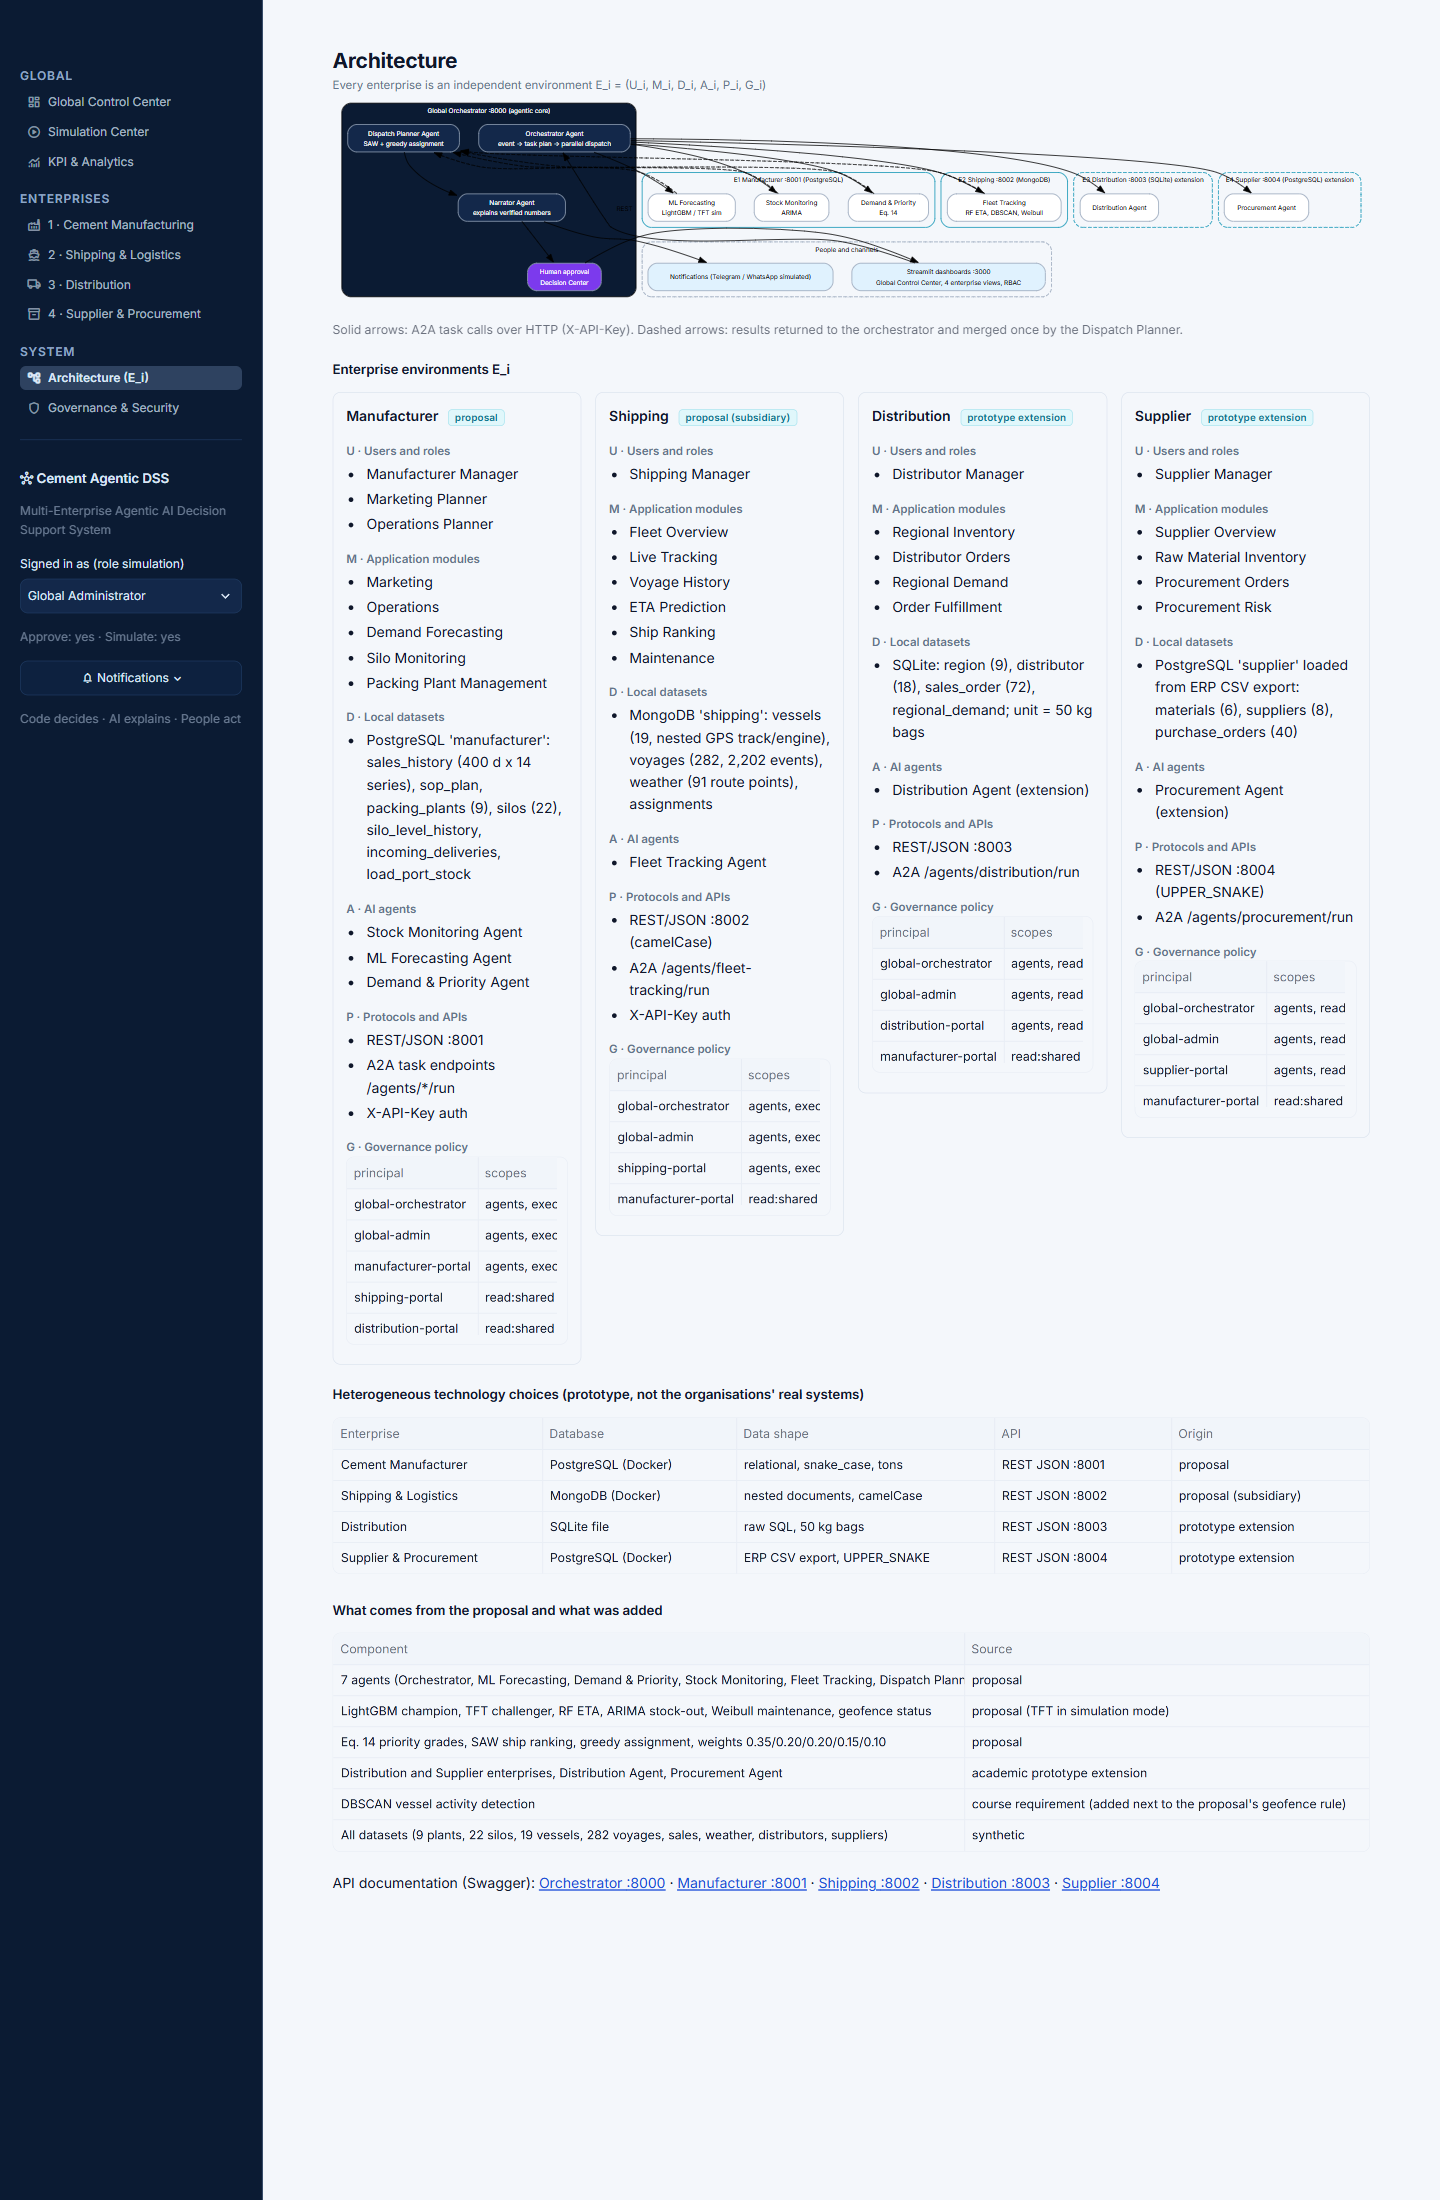 GLOBAL
Global Control Center
Simulation Center
KPI & Analytics
ENTERPRISES
1 · Cement Manufacturing
2 · Shipping & Logistics
3 · Distribution
4 · Supplier & Procurement
SYSTEM
Architecture (E_i)
Governance & Security
Cement Agentic DSS
Multi-Enterprise Agentic AI Decision
Support System
Signed in as (role simulation)
Global Administrator
Approve: yes · Simulate: yes
Notifications
Code decides · AI explains · People act
Architecture
Every enterprise is an independent environment E_i = (U_i, M_i, D_i, A_i, P_i, G_i)
Global Orchestrator :8000 (agentic core)
Dispatch Planner Agent
SAW + greedy assignment
Orchestrator Agent
event → task plan → parallel dispatch
Narrator Agent
explains verified numbers
Human approval
Decision Center
E1 Manufacturer :8001 (PostgreSQL)
ML Forecasting
LightGBM / TFT sim
Stock Monitoring
ARIMA
Demand & Priority
Eq. 14
E2 Shipping :8002 (MongoDB)
Fleet Tracking
RF ETA, DBSCAN, Weibull
E3 Distribution :8003 (SQLite) extension
Distribution Agent
E4 Supplier :8004 (PostgreSQL) extension
Procurement Agent
People and channels
Notifications (Telegram / WhatsApp simulated)
Streamlit dashboards :3000
Global Control Center, 4 enterprise views, RBAC
Solid arrows: A2A task calls over HTTP (X-API-Key). Dashed arrows: results returned to the orchestrator and merged once by the Dispatch Planner.
Enterprise environments E_i
Manufacturer proposal
U · Users and roles
Manufacturer Manager
Marketing Planner
Operations Planner
M · Application modules
Marketing
Operations
Demand Forecasting
Silo Monitoring
Packing Plant Management
D · Local datasets
PostgreSQL 'manufacturer':
sales_history (400 d x 14
series), sop_plan,
packing_plants (9), silos (22),
silo_level_history,
incoming_deliveries,
load_port_stock
A · AI agents
Stock Monitoring Agent
ML Forecasting Agent
Demand & Priority Agent
P · Protocols and APIs
REST/JSON :8001
A2A task endpoints
/agents/*/run
X-API-Key auth
G · Governance policy
principal scopes
global-orchestrator agents, exec
global-admin agents, exec
manufacturer-portal agents, exec
shipping-portal read:shared
distribution-portal read:shared
Shipping proposal (subsidiary)
U · Users and roles
Shipping Manager
M · Application modules
Fleet Overview
Live Tracking
Voyage History
ETA Prediction
Ship Ranking
Maintenance
D · Local datasets
MongoDB 'shipping': vessels
(19, nested GPS track/engine),
voyages (282, 2,202 events),
weather (91 route points),
assignments
A · AI agents
Fleet Tracking Agent
P · Protocols and APIs
REST/JSON :8002
(camelCase)
A2A /agents/fleet-
tracking/run
X-API-Key auth
G · Governance policy
principal scopes
global-orchestrator agents, exec
global-admin agents, exec
shipping-portal agents, exec
manufacturer-portal read:shared
Distribution prototype extension
U · Users and roles
Distributor Manager
M · Application modules
Regional Inventory
Distributor Orders
Regional Demand
Order Fulfillment
D · Local datasets
SQLite: region (9), distributor
(18), sales_order (72),
regional_demand; unit = 50 kg
bags
A · AI agents
Distribution Agent (extension)
P · Protocols and APIs
REST/JSON :8003
A2A /agents/distribution/run
G · Governance policy
principal scopes
global-orchestrator agents, read
global-admin agents, read
distribution-portal agents, read
manufacturer-portal read:shared
Supplier prototype extension
U · Users and roles
Supplier Manager
M · Application modules
Supplier Overview
Raw Material Inventory
Procurement Orders
Procurement Risk
D · Local datasets
PostgreSQL 'supplier' loaded
from ERP CSV export:
materials (6), suppliers (8),
purchase_orders (40)
A · AI agents
Procurement Agent
(extension)
P · Protocols and APIs
REST/JSON :8004
(UPPER_SNAKE)
A2A /agents/procurement/run
G · Governance policy
principal scopes
global-orchestrator agents, read
global-admin agents, read
supplier-portal agents, read
manufacturer-portal read:shared
Heterogeneous technology choices (prototype, not the organisations' real systems)
Enterprise Database Data shape API Origin
Cement Manufacturer PostgreSQL (Docker) relational, snake_case, tons REST JSON :8001 proposal
Shipping & Logistics MongoDB (Docker) nested documents, camelCase REST JSON :8002 proposal (subsidiary)
Distribution SQLite file raw SQL, 50 kg bags REST JSON :8003 prototype extension
Supplier & Procurement PostgreSQL (Docker) ERP CSV export, UPPER_SNAKE REST JSON :8004 prototype extension
What comes from the proposal and what was added
Component Source
7 agents (Orchestrator, ML Forecasting, Demand & Priority, Stock Monitoring, Fleet Tracking, Dispatch Plann proposal
LightGBM champion, TFT challenger, RF ETA, ARIMA stock-out, Weibull maintenance, geofence status proposal (TFT in simulation mode)
Eq. 14 priority grades, SAW ship ranking, greedy assignment, weights 0.35/0.20/0.20/0.15/0.10 proposal
Distribution and Supplier enterprises, Distribution Agent, Procurement Agent academic prototype extension
DBSCAN vessel activity detection course requirement (added next to the proposal's geofence rule)
All datasets (9 plants, 22 silos, 19 vessels, 282 voyages, sales, weather, distributors, suppliers) synthetic
API documentation (Swagger): Orchestrator :8000 · Manufacturer :8001 · Shipping :8002 · Distribution :8003 · Supplier :8004